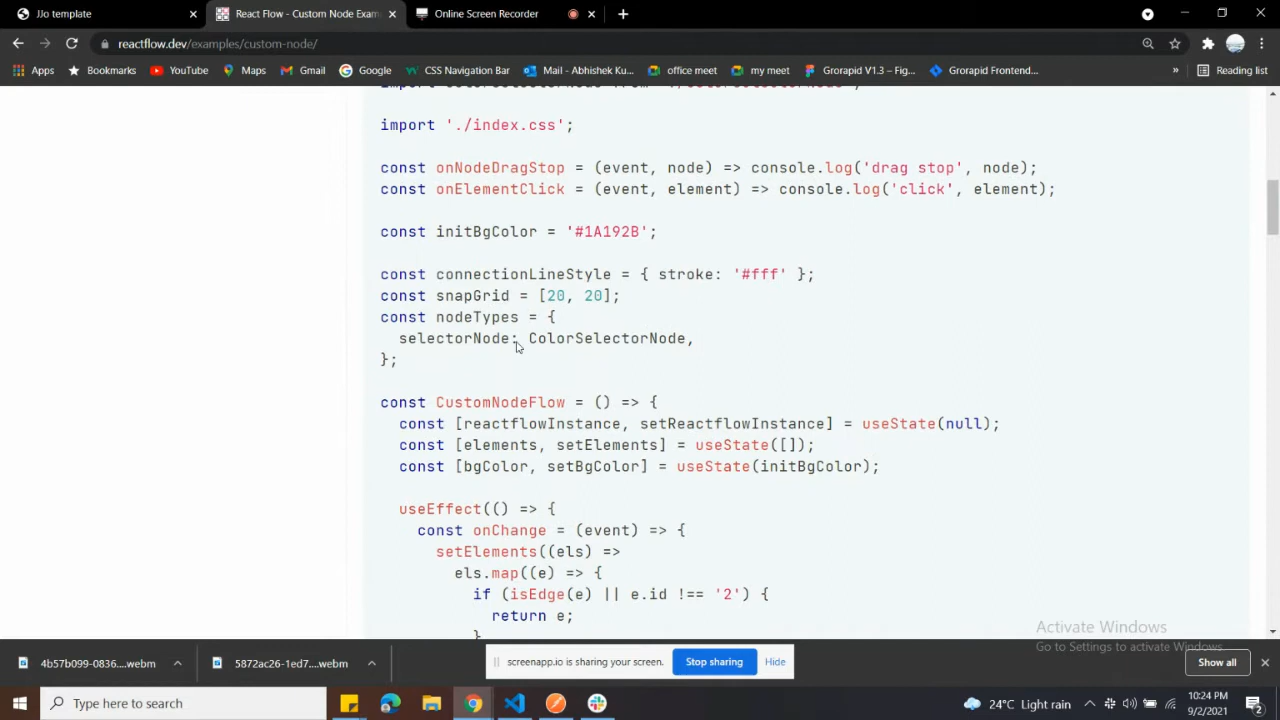 JJo template
React Flow - Custom Node Exam
Online Screen Recorder
reactflow.dev/examples/custom-node/
Apps
Bookmarks
YouTube
Maps
Gmail
Google
CSS Navigation Bar
Mail - Abhishek Ku...
office meet
my meet
Grorapid V1.3 – Fig...
Grorapid Frontend...
»
Reading list
import './index.css';
const onNodeDragStop = (event, node) => console.log('drag stop', node);
const onElementClick = (event, element) => console.log('click', element);
const initBgColor = '#1A192B';
const connectionLineStyle = { stroke: '#fff' };
const snapGrid = [20, 20];
const nodeTypes = {
selectorNode: ColorSelectorNode,
};
const CustomNodeFlow = () => {
const [reactflowInstance, setReactflowInstance] = useState(null);
const [elements, setElements] = useState([]);
const [bgColor, setBgColor] = useState(initBgColor);
useEffect(() => {
const onChange = (event) => {
setElements((els) =>
els.map((e) => {
if (isEdge(e) || e.id !== '2') {
return e;
}
Activate Windows
Go to Settings to activate Windows.
4b57b099-0836....webm
5872ac26-1ed7....webm
screenapp.io is sharing your screen.
Stop sharing
Hide
Show all
Type here to search
24°C Light rain
10:24 PM
9/2/2021
2